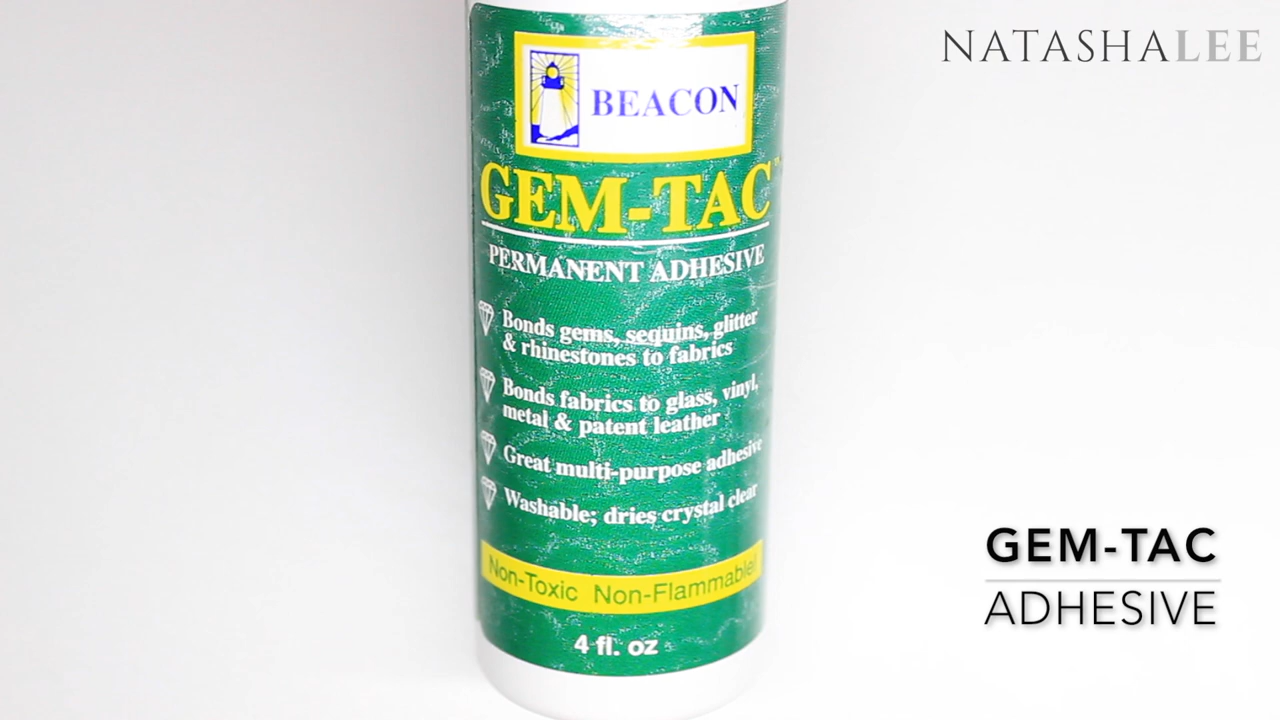 NATASHALEE
BEACON
GEM-TAC™
PERMANENT ADHESIVE
Bonds gems, sequins, glitter
& rhinestones to fabrics
Bonds fabrics to glass, vinyl,
metal & patent leather
Great multi-purpose adhesive
Washable; dries crystal clear
Non-Toxic Non-Flammable!
4 fl. oz
GEM-TAC
ADHESIVE